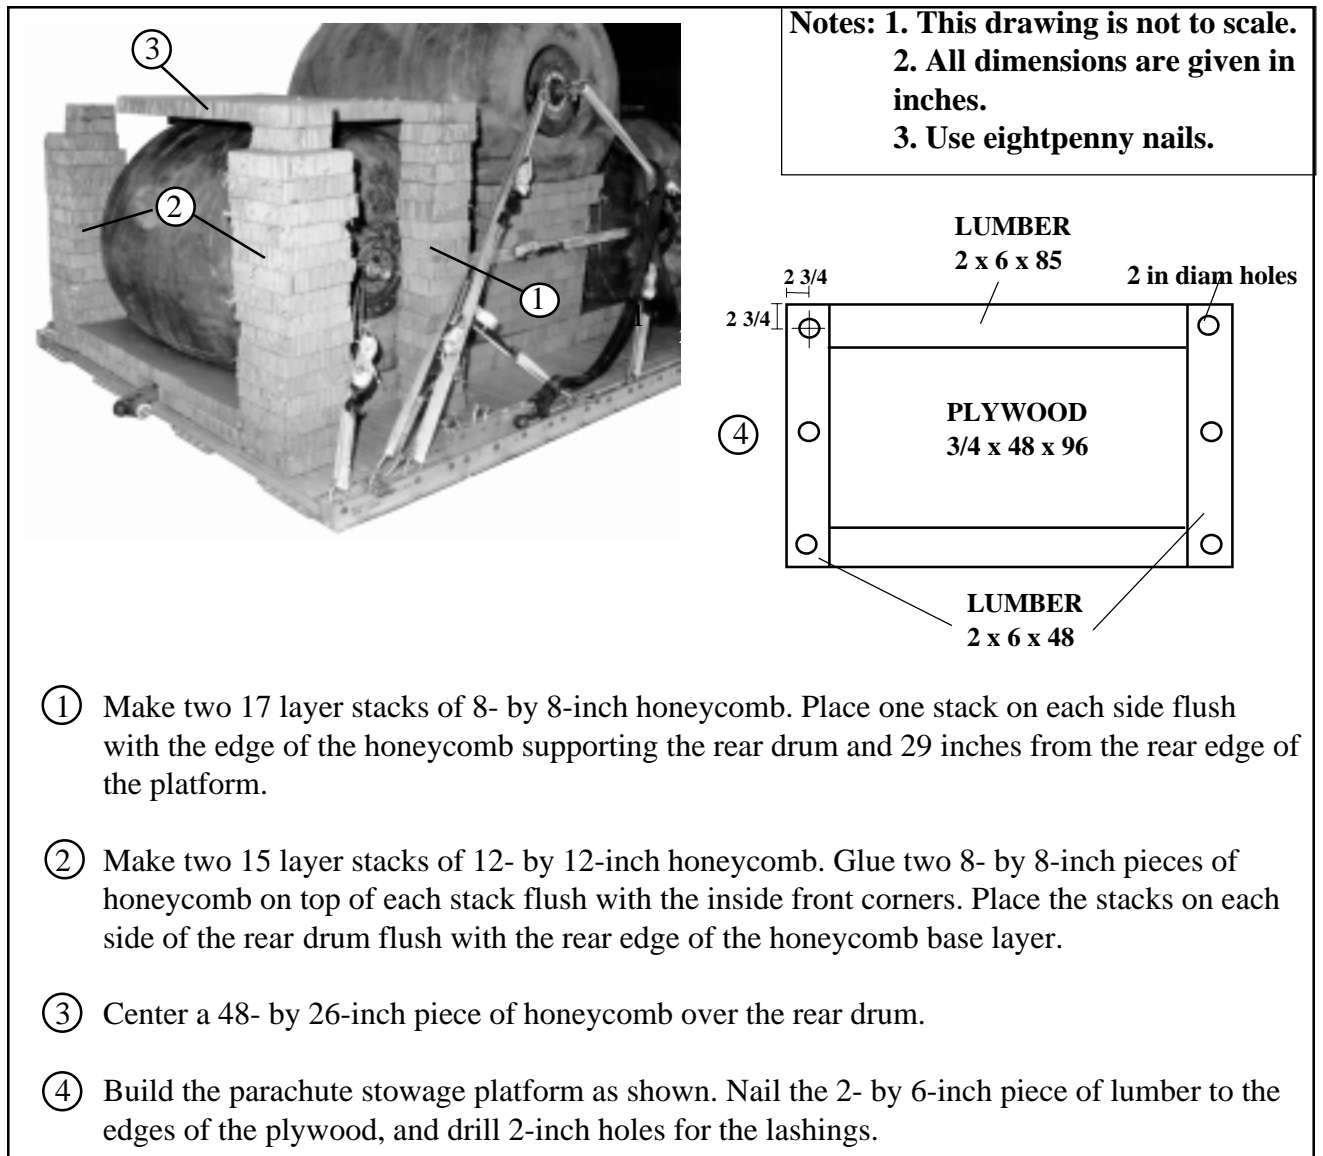 3
2
1
1
Notes: 1. This drawing is not to scale.
2. All dimensions are given in
inches.
3. Use eightpenny nails.
LUMBER
2 x 6 x 85
2 3/4
2 in diam holes
2 3/4
PLYWOOD
3/4 x 48 x 96
4
LUMBER
2 x 6 x 48
1 Make two 17 layer stacks of 8- by 8-inch honeycomb. Place one stack on each side flush
with the edge of the honeycomb supporting the rear drum and 29 inches from the rear edge of
the platform.
2 Make two 15 layer stacks of 12- by 12-inch honeycomb. Glue two 8- by 8-inch pieces of
honeycomb on top of each stack flush with the inside front corners. Place the stacks on each
side of the rear drum flush with the rear edge of the honeycomb base layer.
3 Center a 48- by 26-inch piece of honeycomb over the rear drum.
4 Build the parachute stowage platform as shown. Nail the 2- by 6-inch piece of lumber to the
edges of the plywood, and drill 2-inch holes for the lashings.